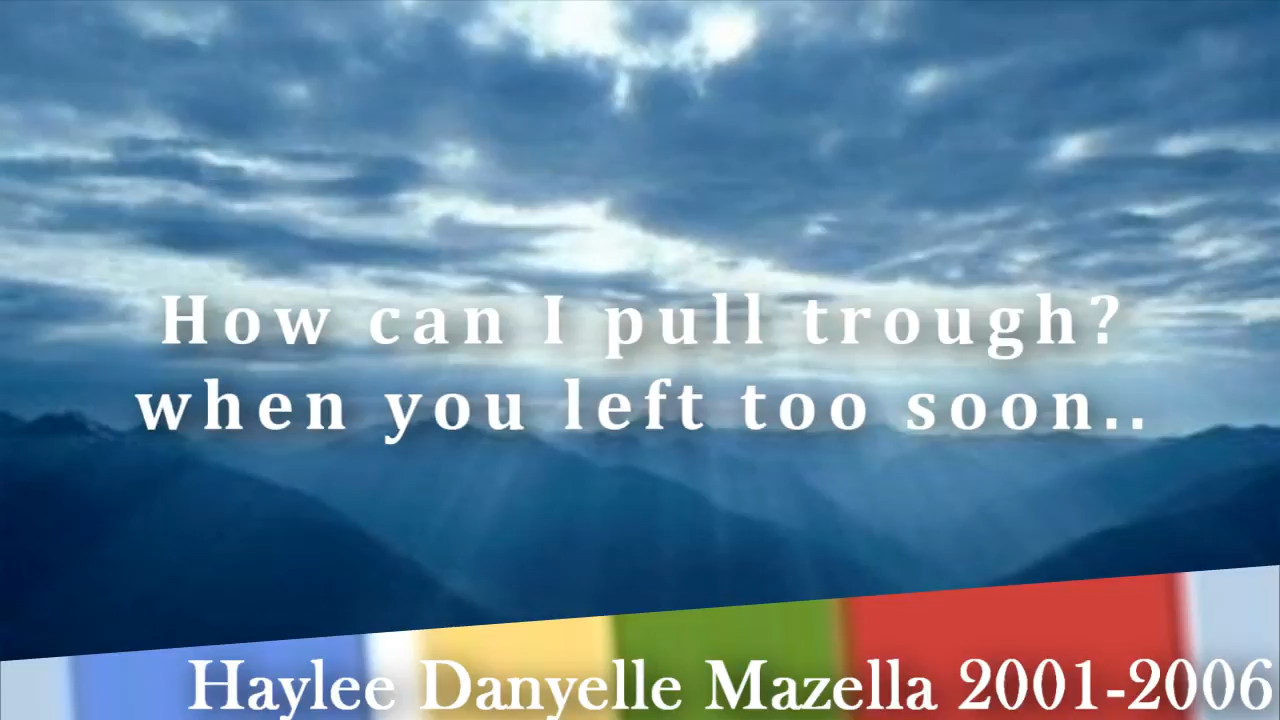 How can I pull trough?
when you left too soon..
Haylee Danyelle Mazella 2001-2006